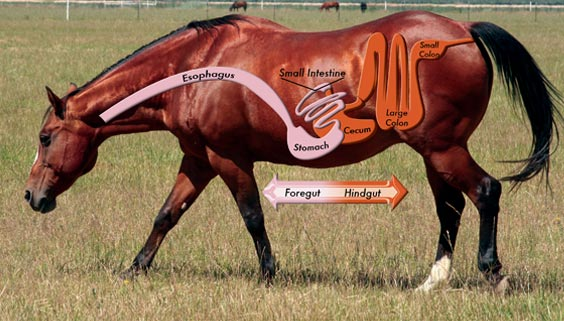 Esophagus
Small Intestine
Stomach
Cecum
Large
Colon
Small
Colon
Foregut
Hindgut